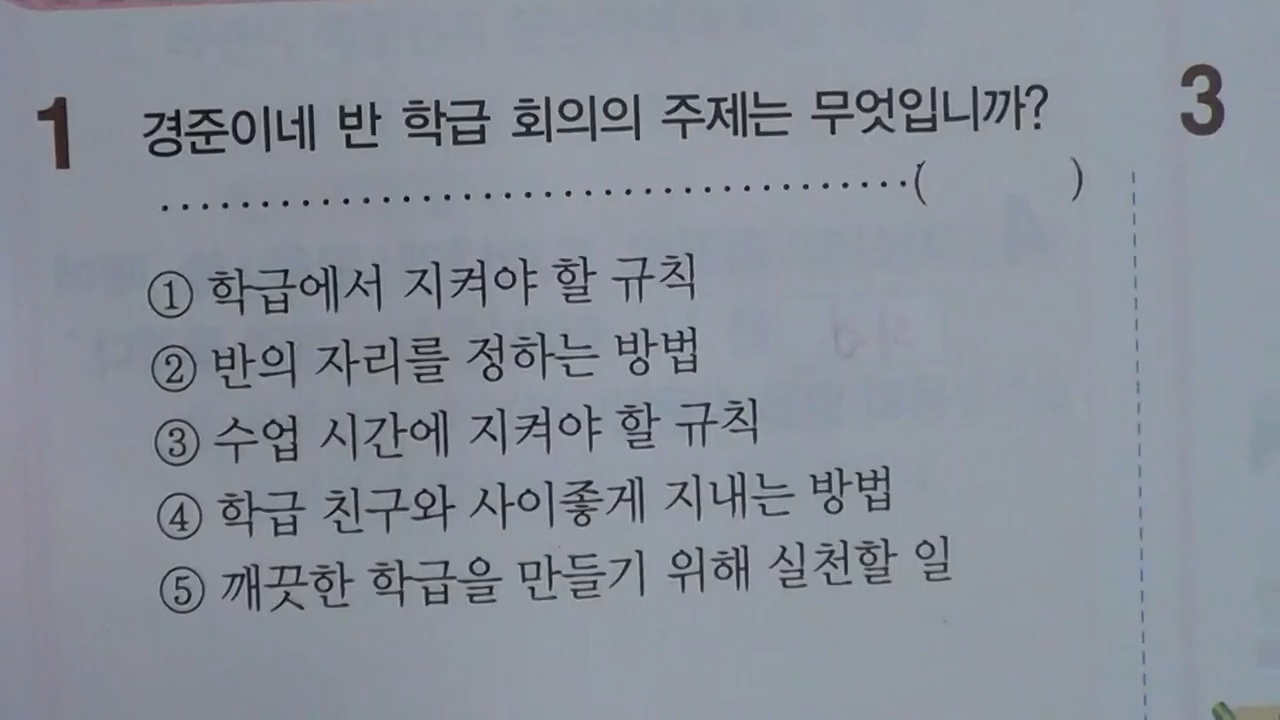 1 경준이네 반 학급 회의의 주제는 무엇입니까?
·······································( )
① 학급에서 지켜야 할 규칙
② 반의 자리를 정하는 방법
③ 수업 시간에 지켜야 할 규칙
④ 학급 친구와 사이좋게 지내는 방법
⑤ 깨끗한 학급을 만들기 위해 실천할 일
3